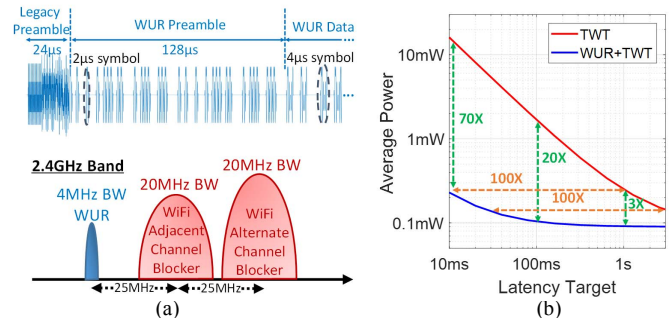 Legacy
Preamble
WUR Preamble
WUR Data
24µs
128µs
2µs symbol
4µs symbol
2.4GHz Band
20MHz BW
20MHz BW
4MHz BW
WUR
WiFi
Adjacent
Channel
Blocker
WiFi
Alternate
Channel
Blocker
25MHz
25MHz
(a)
TWT
WUR+TWT
10mW
1mW
0.1mW
Average Power
70X
20X
3X
100X
100X
10ms
100ms
1s
Latency Target
(b)